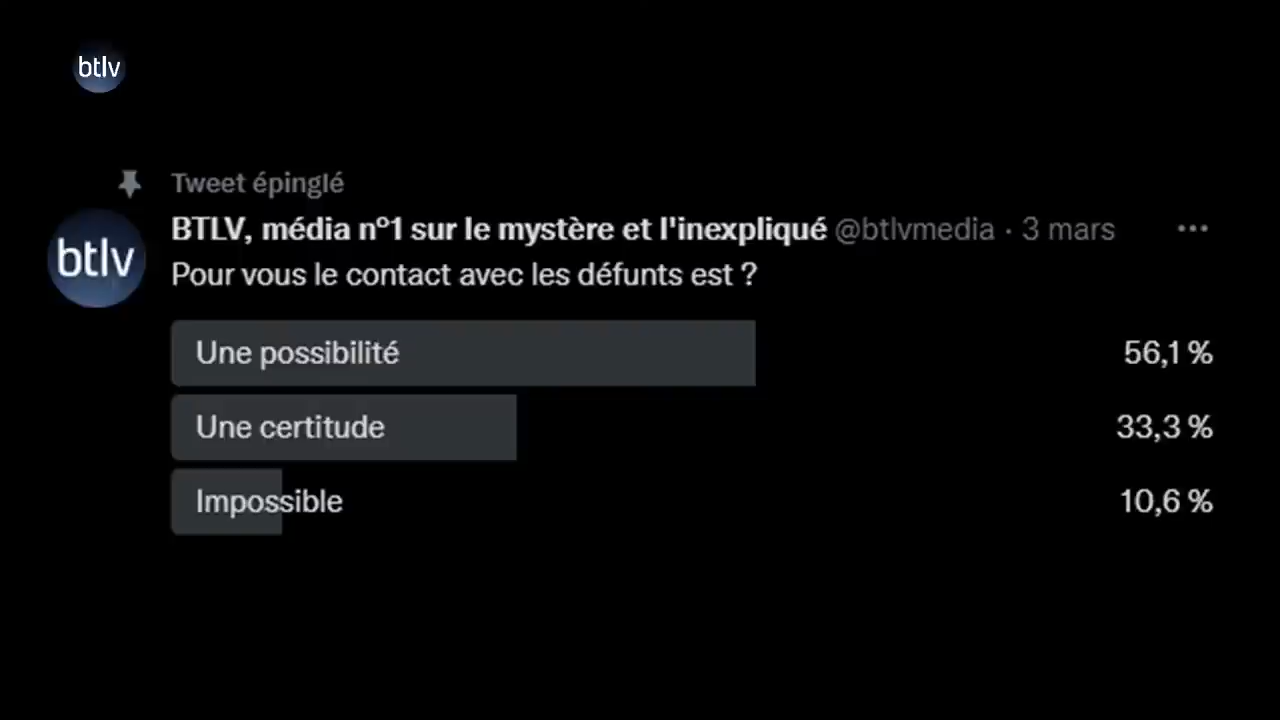 btlv
Tweet épinglé
btlv
BTLV, média n°1 sur le mystère et l'inexpliqué @btlvmedia · 3 mars ...
Pour vous le contact avec les défunts est ?
Une possibilité 56,1 %
Une certitude 33,3 %
Impossible 10,6 %